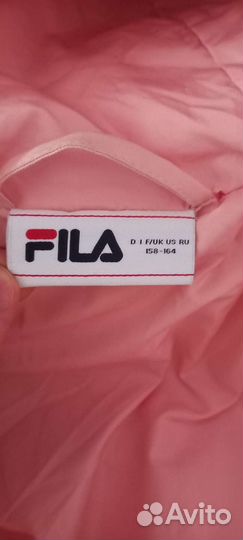 FILA
D I F/UK US RU
158-164
Avito